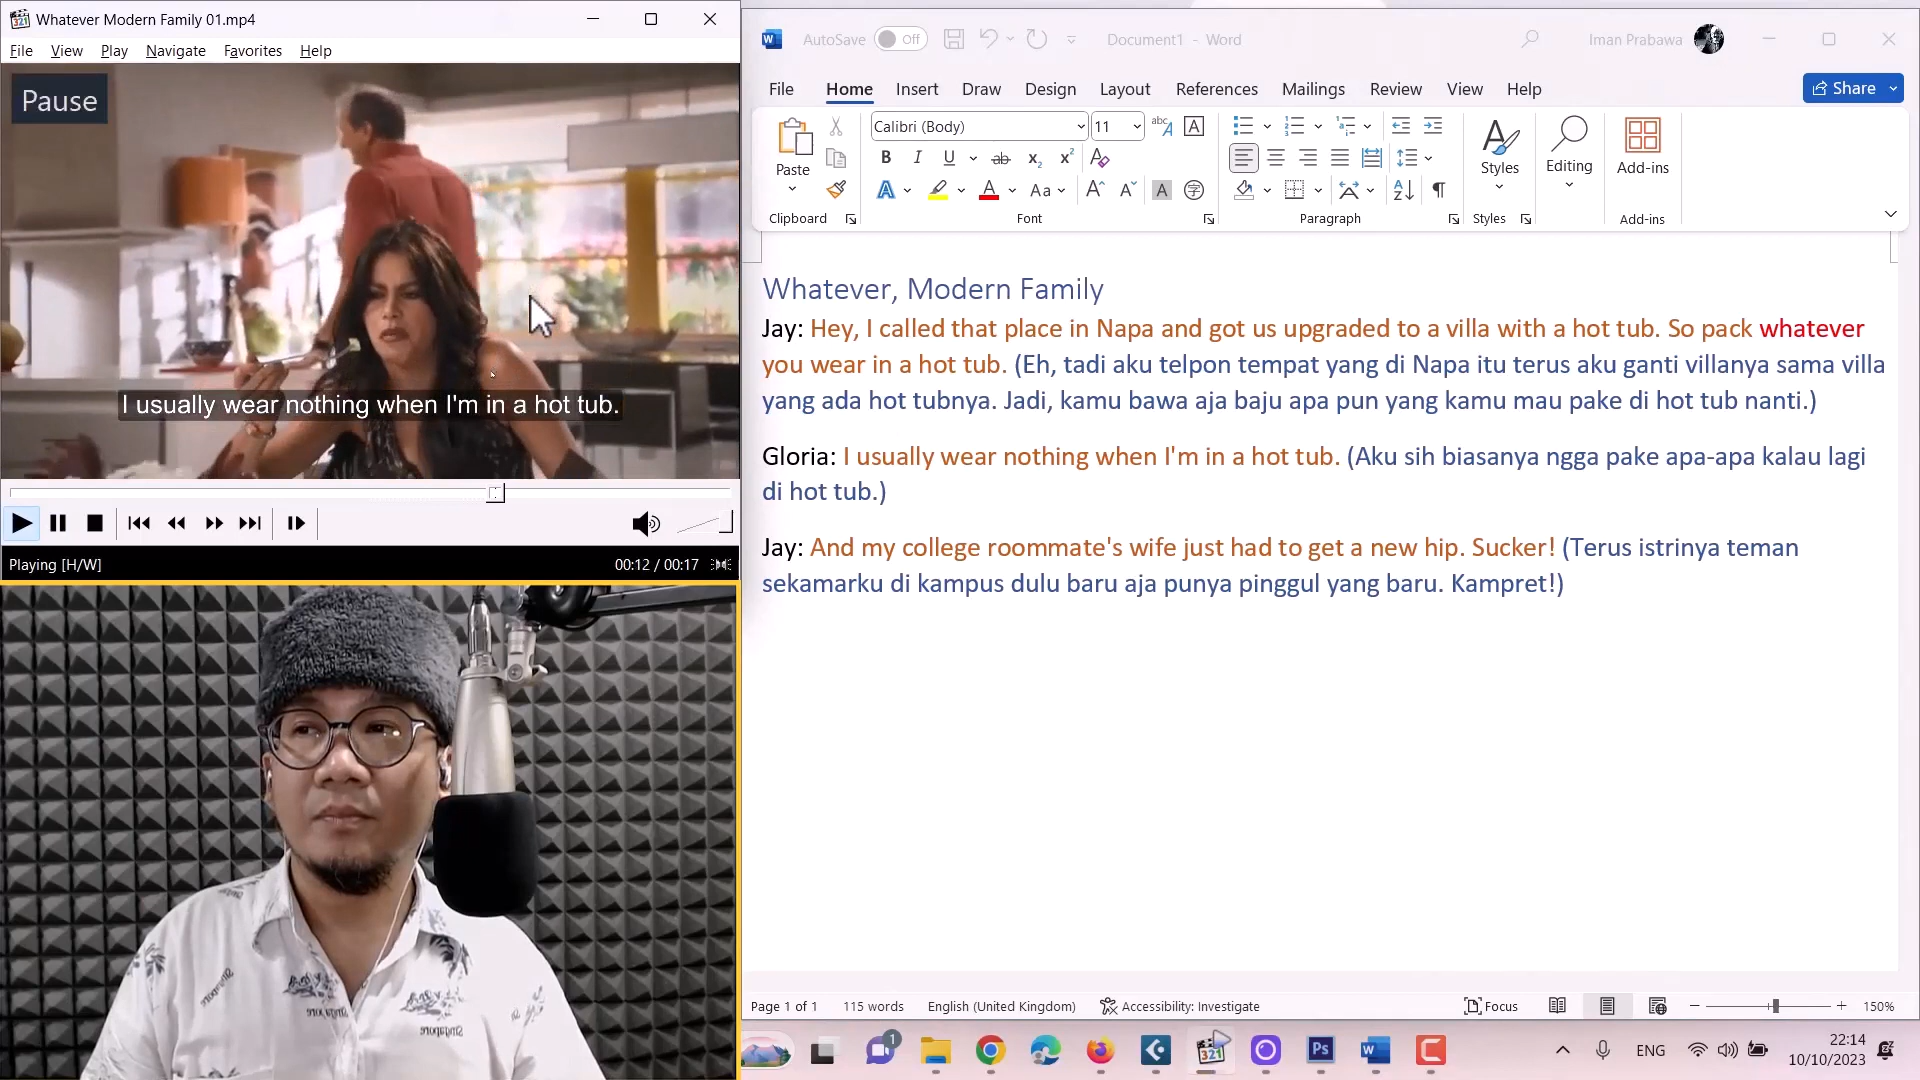 Whatever Modern Family 01.mp4
File View Play Navigate Favorites Help
Pause
I usually wear nothing when I'm in a hot tub.
Playing [H/W] 00:12 / 00:17
Singapore
Singapore
Singapore
AutoSave Off Document1 - Word Iman Prabawa
File Home Insert Draw Design Layout References Mailings Review View Help Share
Calibri (Body) 11
Paste
Styles
Editing
Add-ins
Clipboard Font Paragraph Styles Add-ins
Whatever, Modern Family
Jay: Hey, I called that place in Napa and got us upgraded to a villa with a hot tub. So pack whatever
you wear in a hot tub. (Eh, tadi aku telpon tempat yang di Napa itu terus aku ganti villanya sama villa
yang ada hot tubnya. Jadi, kamu bawa aja baju apa pun yang kamu mau pake di hot tub nanti.)
Gloria: I usually wear nothing when I'm in a hot tub. (Aku sih biasanya ngga pake apa-apa kalau lagi
di hot tub.)
Jay: And my college roommate's wife just had to get a new hip. Sucker! (Terus istrinya teman
sekamarku di kampus dulu baru aja punya pinggul yang baru. Kampret!)
Page 1 of 1 115 words English (United Kingdom) Accessibility: Investigate Focus 150%
1 321 Ps ENG 22:14
10/10/2023